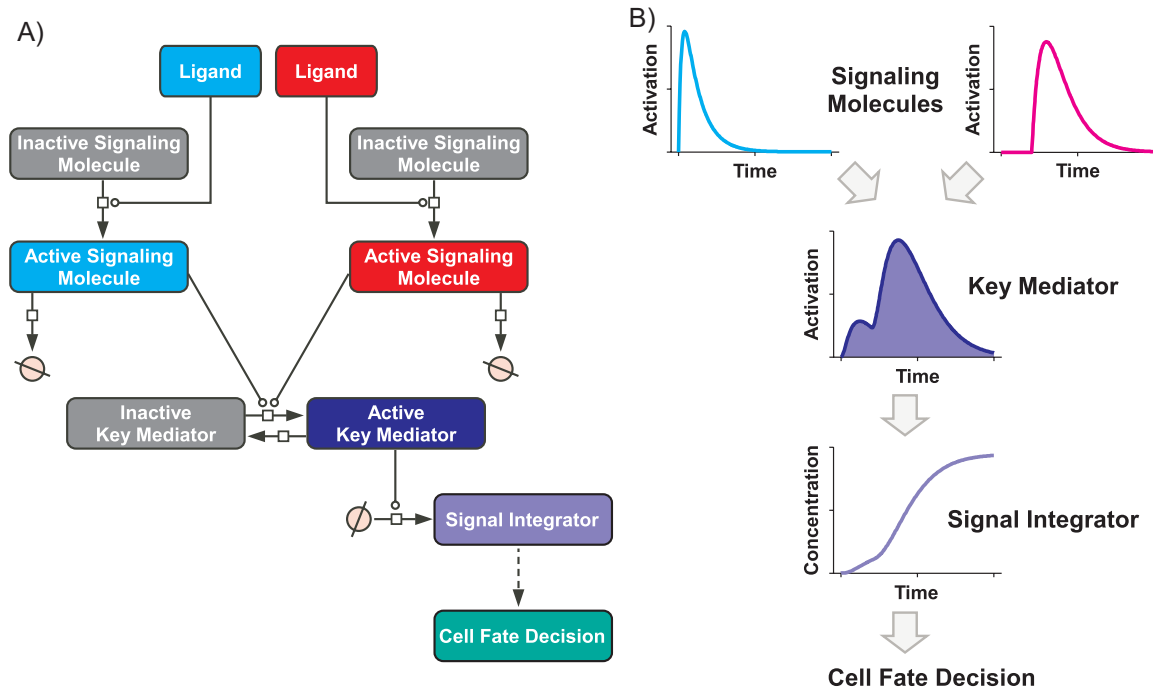 A)
Ligand
Ligand
Inactive Signaling
Molecule
Inactive Signaling
Molecule
Active Signaling
Molecule
Active Signaling
Molecule
Inactive
Key Mediator
Active
Key Mediator
Signal Integrator
Cell Fate Decision
B)
Activation
Time
Signaling
Molecules
Activation
Time
Activation
Time
Key Mediator
Concentration
Time
Signal Integrator
Cell Fate Decision